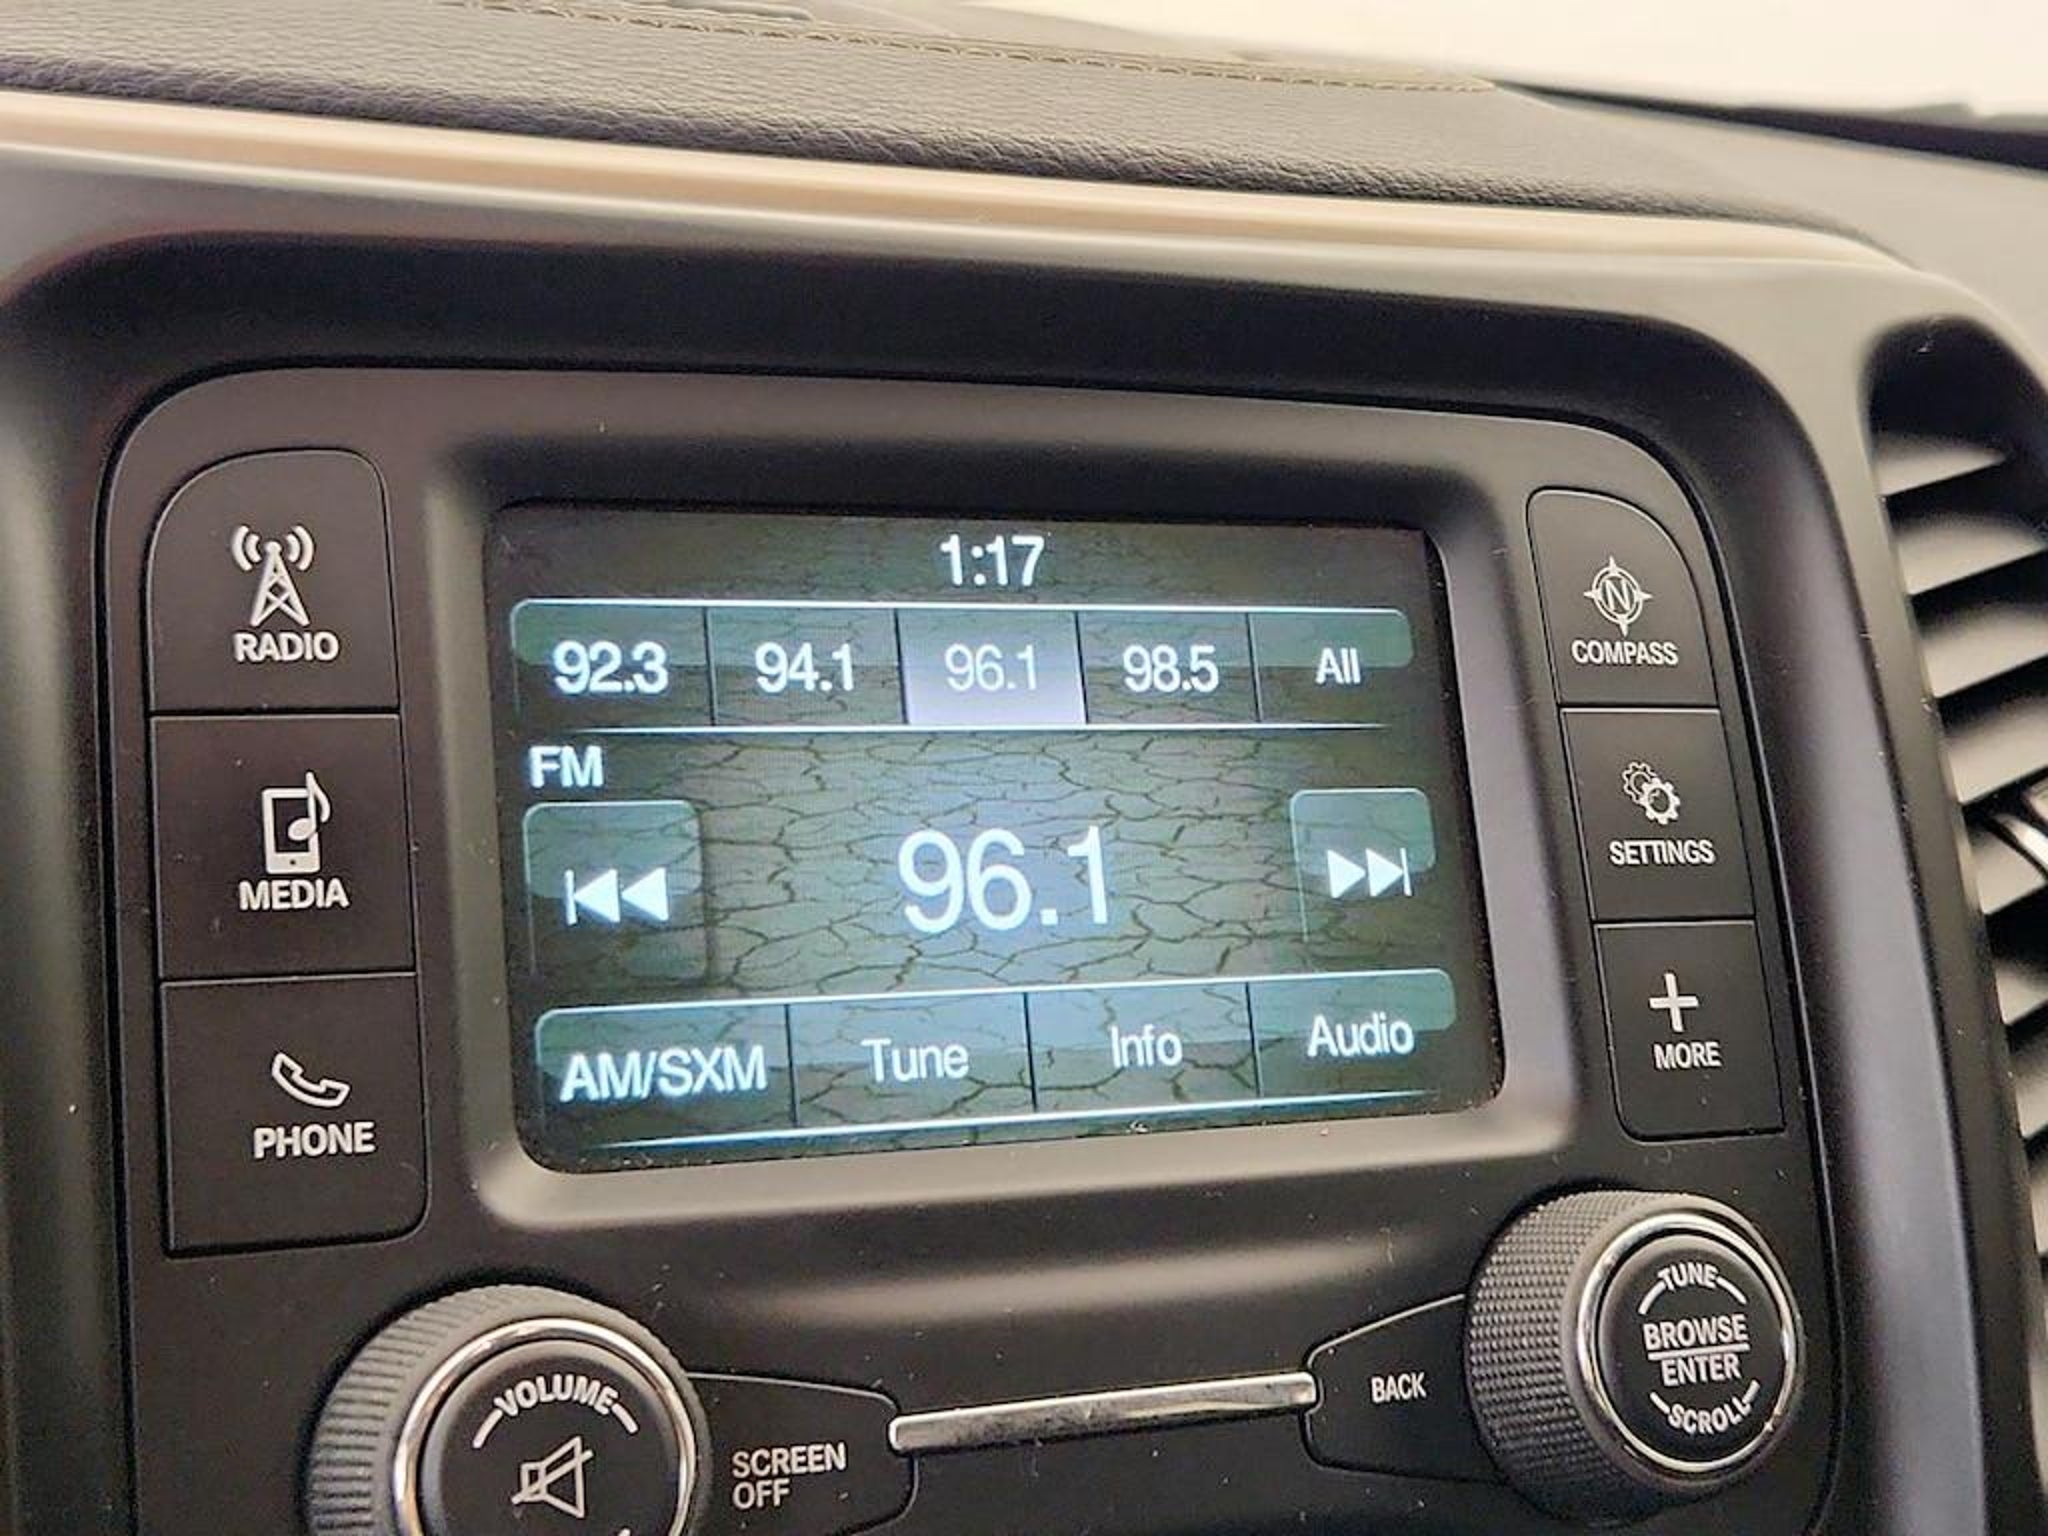 1:17
92.3 94.1 96.1 98.5 All
FM
96.1
AM/SXM Tune Info Audio
RADIO
MEDIA
PHONE
N
COMPASS
SETTINGS
MORE
VOLUME
SCREEN
OFF
BACK
TUNE
BROWSE
ENTER
SCROLL